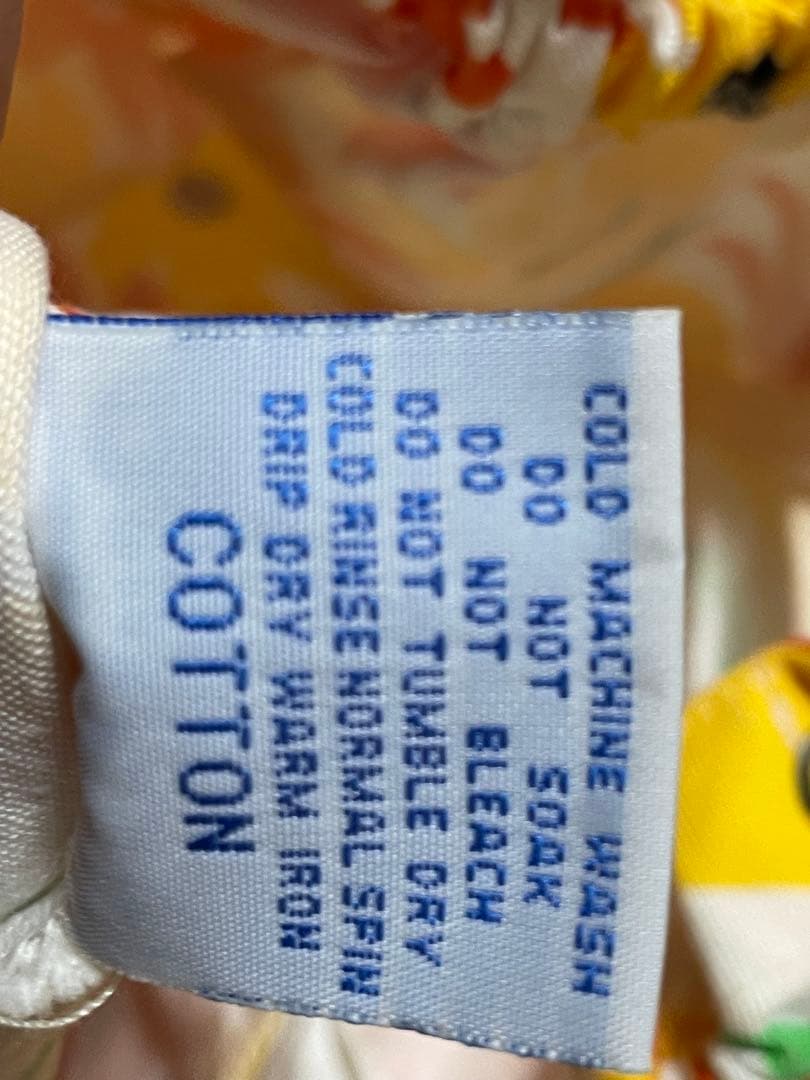 COLD MACHINE WASH
DO NOT SOAK
DO NOT BLEACH
DO NOT TUMBLE DRY
COLD RINSE NORMAL SPIN
DRIP DRY WARM IRON
COTTON